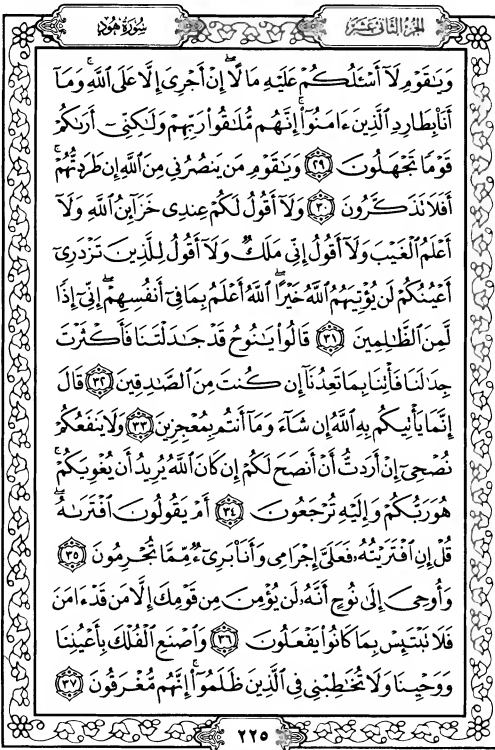 الجزء الثاني عشر
سورة هود
وَيَٰقَوْمِ لَآ أَسْـَٔلُكُمْ عَلَيْهِ مَالًا ۖ إِنْ أَجْرِىَ إِلَّا عَلَى ٱللَّهِ ۚ وَمَآ
أَنَا۠ بِطَارِدِ ٱلَّذِينَ ءَامَنُوٓا۟ ۚ إِنَّهُم مُّلَٰقُوا۟ رَبِّهِمْ وَلَٰكِنِّىٓ أَرَىٰكُمْ
قَوْمًا تَجْهَلُونَ ٢٩ وَيَٰقَوْمِ مَن يَنصُرُنِى مِنَ ٱللَّهِ إِن طَرَدتُّهُمْ ۚ
أَفَلَا تَذَكَّرُونَ ٣٠ وَلَآ أَقُولُ لَكُمْ عِندِى خَزَآئِنُ ٱللَّهِ وَلَآ
أَعْلَمُ ٱلْغَيْبَ وَلَآ أَقُولُ إِنِّى مَلَكٌ وَلَآ أَقُولُ لِلَّذِينَ تَزْدَرِىٓ
أَعْيُنُكُمْ لَن يُؤْتِيَهُمُ ٱللَّهُ خَيْرًا ۖ ٱللَّهُ أَعْلَمُ بِمَا فِىٓ أَنفُسِهِمْ ۖ إِنِّىٓ إِذًا
لَّمِنَ ٱلظَّٰلِمِينَ ٣١ قَالُوا۟ يَٰنُوحُ قَدْ جَٰدَلْتَنَا فَأَكْثَرْتَ
جِدَٰلَنَا فَأْتِنَا بِمَا تَعِدُنَآ إِن كُنتَ مِنَ ٱلصَّٰدِقِينَ ٣٢ قَالَ
إِنَّمَا يَأْتِيكُم بِهِ ٱللَّهُ إِن شَآءَ وَمَآ أَنتُم بِمُعْجِزِينَ ٣٣ وَلَا يَنفَعُكُمْ
نُصْحِىٓ إِنْ أَرَدتُّ أَنْ أَنصَحَ لَكُمْ إِن كَانَ ٱللَّهُ يُرِيدُ أَن يُغْوِيَكُمْ ۚ
هُوَ رَبُّكُمْ وَإِلَيْهِ تُرْجَعُونَ ٣٤ أَمْ يَقُولُونَ ٱفْتَرَىٰهُ ۖ
قُلْ إِنِ ٱفْتَرَيْتُهُۥ فَعَلَىَّ إِجْرَامِى وَأَنَا۠ بَرِىٓءٌ مِّمَّا تُجْرِمُونَ ٣٥
وَأُوحِىَ إِلَىٰ نُوحٍ أَنَّهُۥ لَن يُؤْمِنَ مِن قَوْمِكَ إِلَّا مَن قَدْ ءَامَنَ
فَلَا تَبْتَئِسْ بِمَا كَانُوا۟ يَفْعَلُونَ ٣٦ وَٱصْنَعِ ٱلْفُلْكَ بِأَعْيُنِنَا
وَوَحْيِنَا وَلَا تُخَٰطِبْنِى فِى ٱلَّذِينَ ظَلَمُوٓا۟ ۚ إِنَّهُم مُّغْرَقُونَ ٣٧
٢٢٥